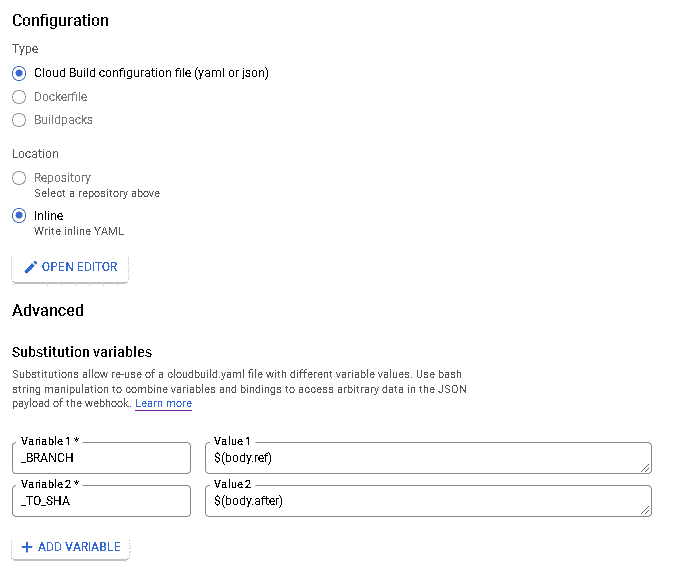 Configuration
Type
Cloud Build configuration file (yaml or json)
Dockerfile
Buildpacks
Location
Repository
Select a repository above
Inline
Write inline YAML
OPEN EDITOR
Advanced
Substitution variables
Substitutions allow re-use of a cloudbuild.yaml file with different variable values. Use bash
string manipulation to combine variables and bindings to access arbitrary data in the JSON
payload of the webhook. Learn more
Variable 1 * Value 1
_BRANCH $(body.ref)
Variable 2 * Value 2
_TO_SHA $(body.after)
+ ADD VARIABLE